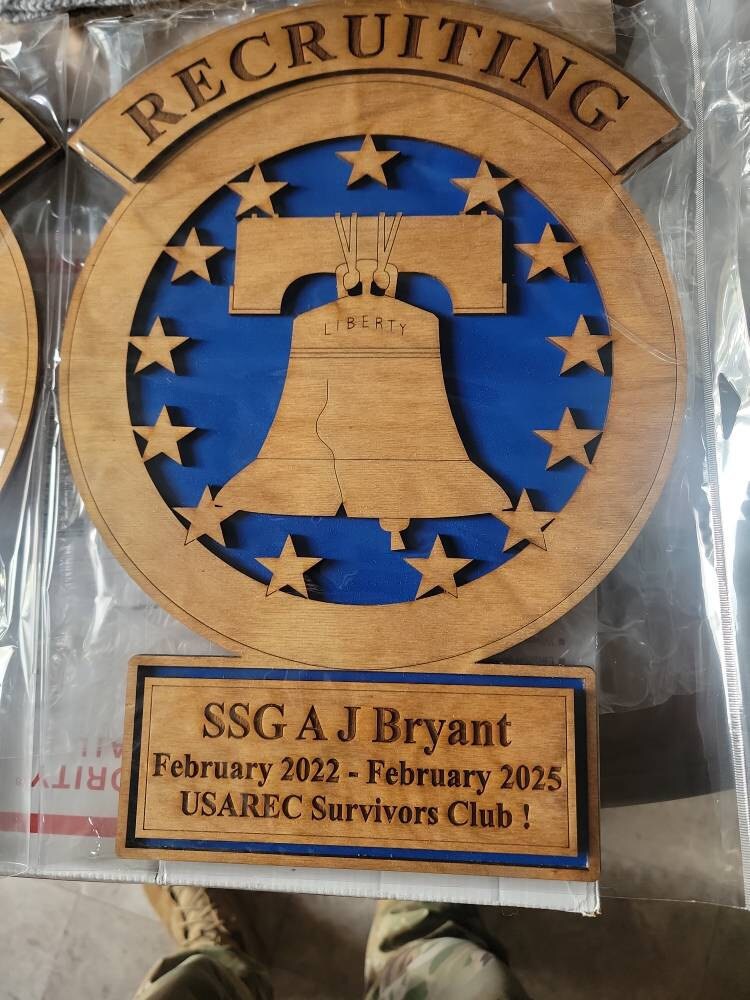 RECRUITING
LIBERTY
SSG A J Bryant
February 2022 - February 2025
USAREC Survivors Club !